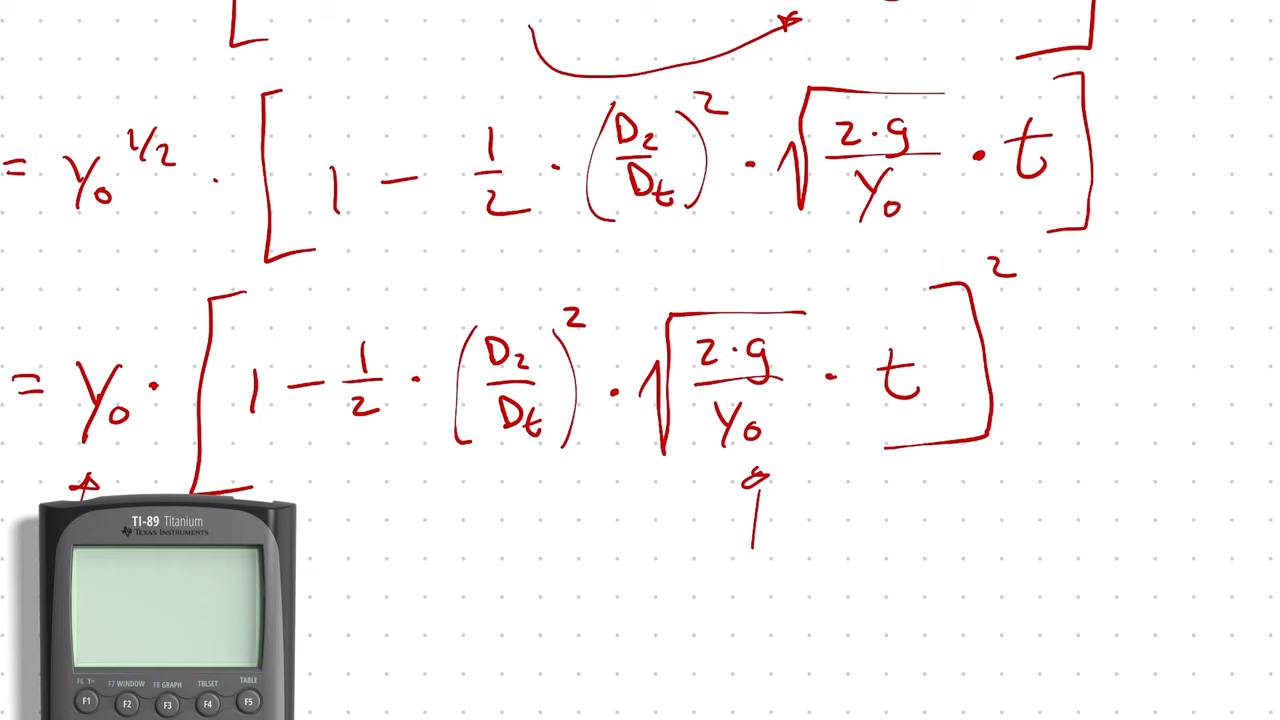 = y₀^1/2 · [1 − 1/2 · (D₂/Dₜ)² · √(2·g/y₀) · t]
= y₀ · [1 − 1/2 · (D₂/Dₜ)² · √(2·g/y₀) · t]²
TI-89 Titanium
TEXAS INSTRUMENTS
F6 Y= F7 WINDOW F8 GRAPH TBLSET TABLE
F1 F2 F3 F4 F5